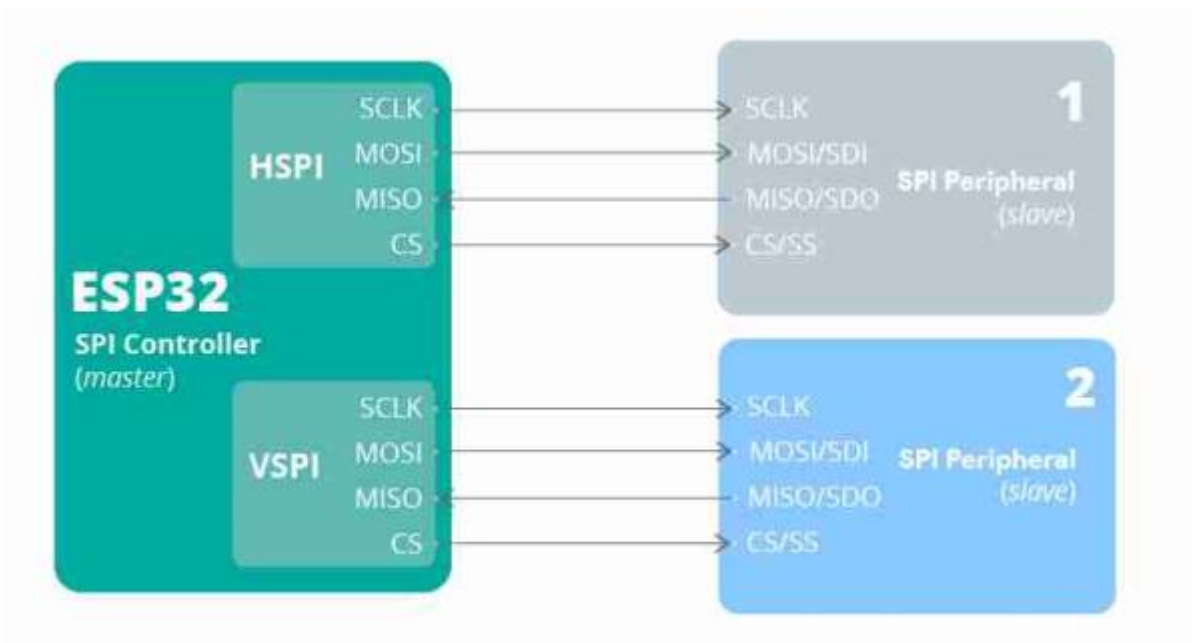 ESP32
SPI Controller
(master)
HSPI
SCLK
MOSI
MISO
CS
VSPI
SCLK
MOSI
MISO
CS
1
SCLK
MOSI/SDI
MISO/SDO
CS/SS
SPI Peripheral
(slave)
2
SCLK
MOSI/SDI
MISO/SDO
CS/SS
SPI Peripheral
(slave)